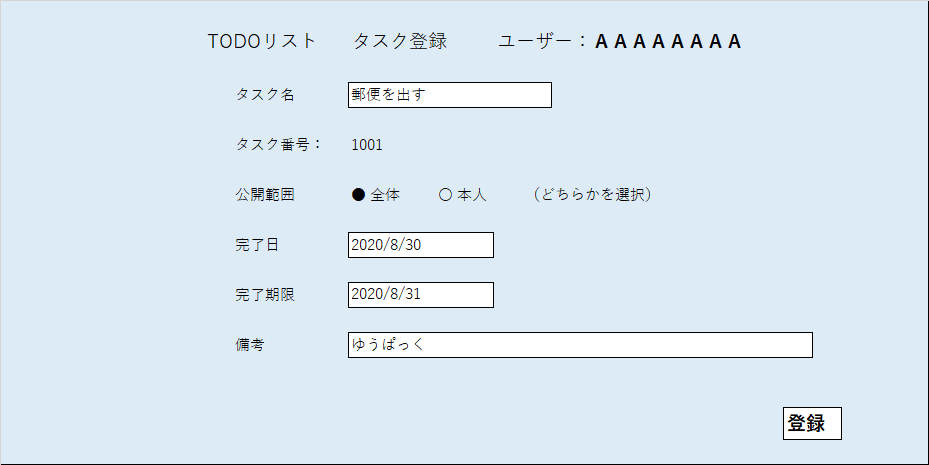 TODOリスト　タスク登録　ユーザー：ＡＡＡＡＡＡＡＡ
タスク名　郵便を出す
タスク番号：　1001
公開範囲　● 全体　○ 本人　（どちらかを選択）
完了日　2020/8/30
完了期限　2020/8/31
備考　ゆうぱっく
登録